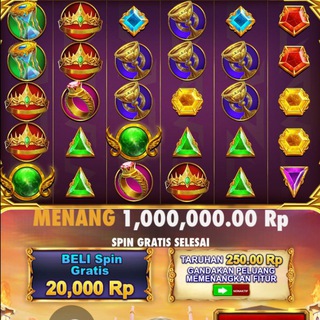 MENANG 1,000,000.00 Rp
SPIN GRATIS SELESAI
BELI Spin
Gratis
20,000 Rp
TARUHAN 250.00 Rp
GANDAKAN PELUANG
MEMENANGKAN FITUR